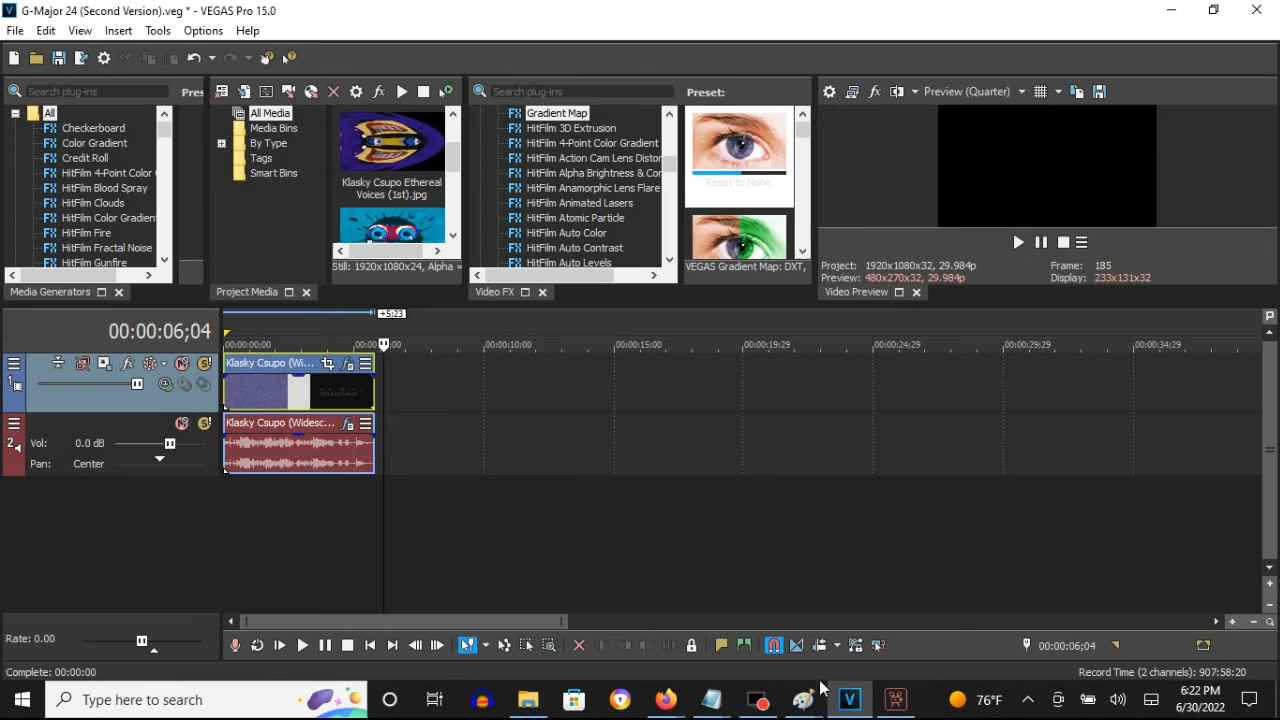 G-Major 24 (Second Version).veg * - VEGAS Pro 15.0
File Edit View Insert Tools Options Help
Search plug-ins
Pres
All
Checkerboard
Color Gradient
Credit Roll
HitFilm 4-Point Color
HitFilm Blood Spray
HitFilm Clouds
HitFilm Color Gradien
HitFilm Fire
HitFilm Fractal Noise
HitFilm Gunfire
Media Generators
All Media
Media Bins
By Type
Tags
Smart Bins
Klasky Csupo Ethereal
Voices (1st).jpg
Still: 1920x1080x24, Alpha =
Project Media
Search plug-ins
Gradient Map
HitFilm 3D Extrusion
HitFilm 4-Point Color Gradient
HitFilm Action Cam Lens Distor
HitFilm Alpha Brightness & Cor
HitFilm Anamorphic Lens Flare
HitFilm Animated Lasers
HitFilm Atomic Particle
HitFilm Auto Color
HitFilm Auto Contrast
HitFilm Auto Levels
Video FX
Preset:
Reset to None
VEGAS Gradient Map: DXT,
Preview (Quarter)
Project: 1920x1080x32, 29.984p
Preview: 480x270x32, 29.984p
Frame: 185
Display: 233x131x32
Video Preview
00:00:06;04
+5;23
00:00:00;00
00:00
:00
00:00:10;00
00:00:15;00
00:00:19;29
00:00:24;29
00:00:29;29
00:00:34;29
1
Klasky Csupo (Wi...
2
Vol: 0.0 dB
Pan: Center
Klasky Csupo (Widesc...
Rate: 0.00
00:00:06;04
Complete: 00:00:00
Record Time (2 channels): 907:58:20
Type here to search
76°F
6:22 PM
6/30/2022